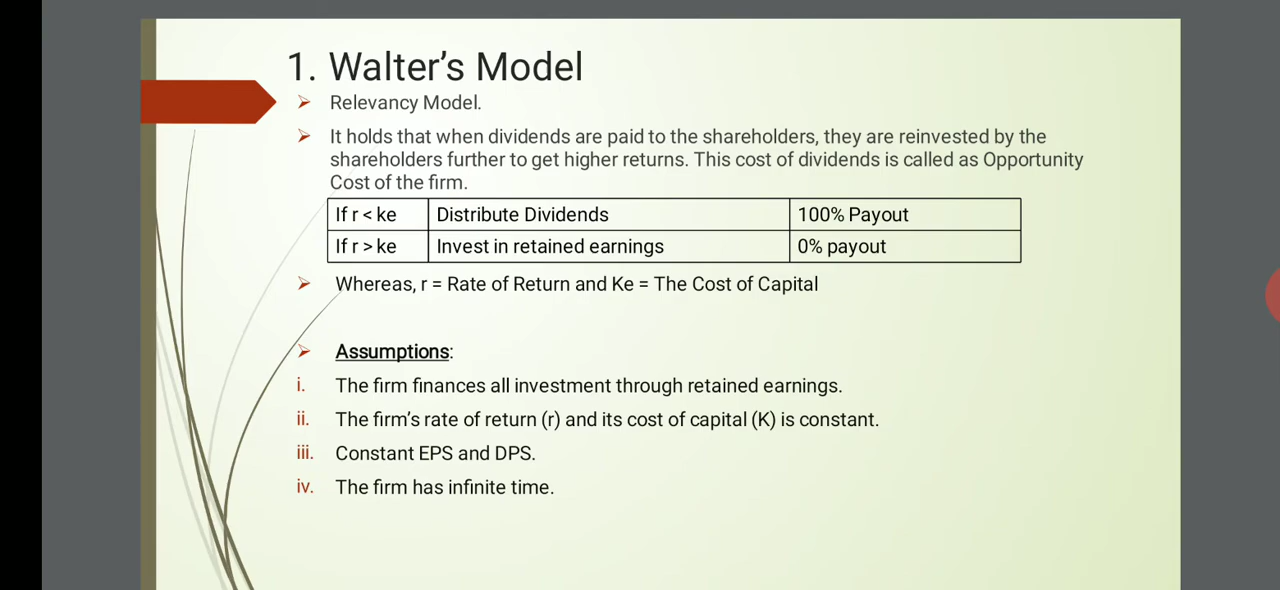 1. Walter's Model
➢ Relevancy Model.
➢ It holds that when dividends are paid to the shareholders, they are reinvested by the
shareholders further to get higher returns. This cost of dividends is called as Opportunity
Cost of the firm.
If r < ke Distribute Dividends 100% Payout
If r > ke Invest in retained earnings 0% payout
➢ Whereas, r = Rate of Return and Ke = The Cost of Capital
➢ Assumptions:
i. The firm finances all investment through retained earnings.
ii. The firm's rate of return (r) and its cost of capital (K) is constant.
iii. Constant EPS and DPS.
iv. The firm has infinite time.